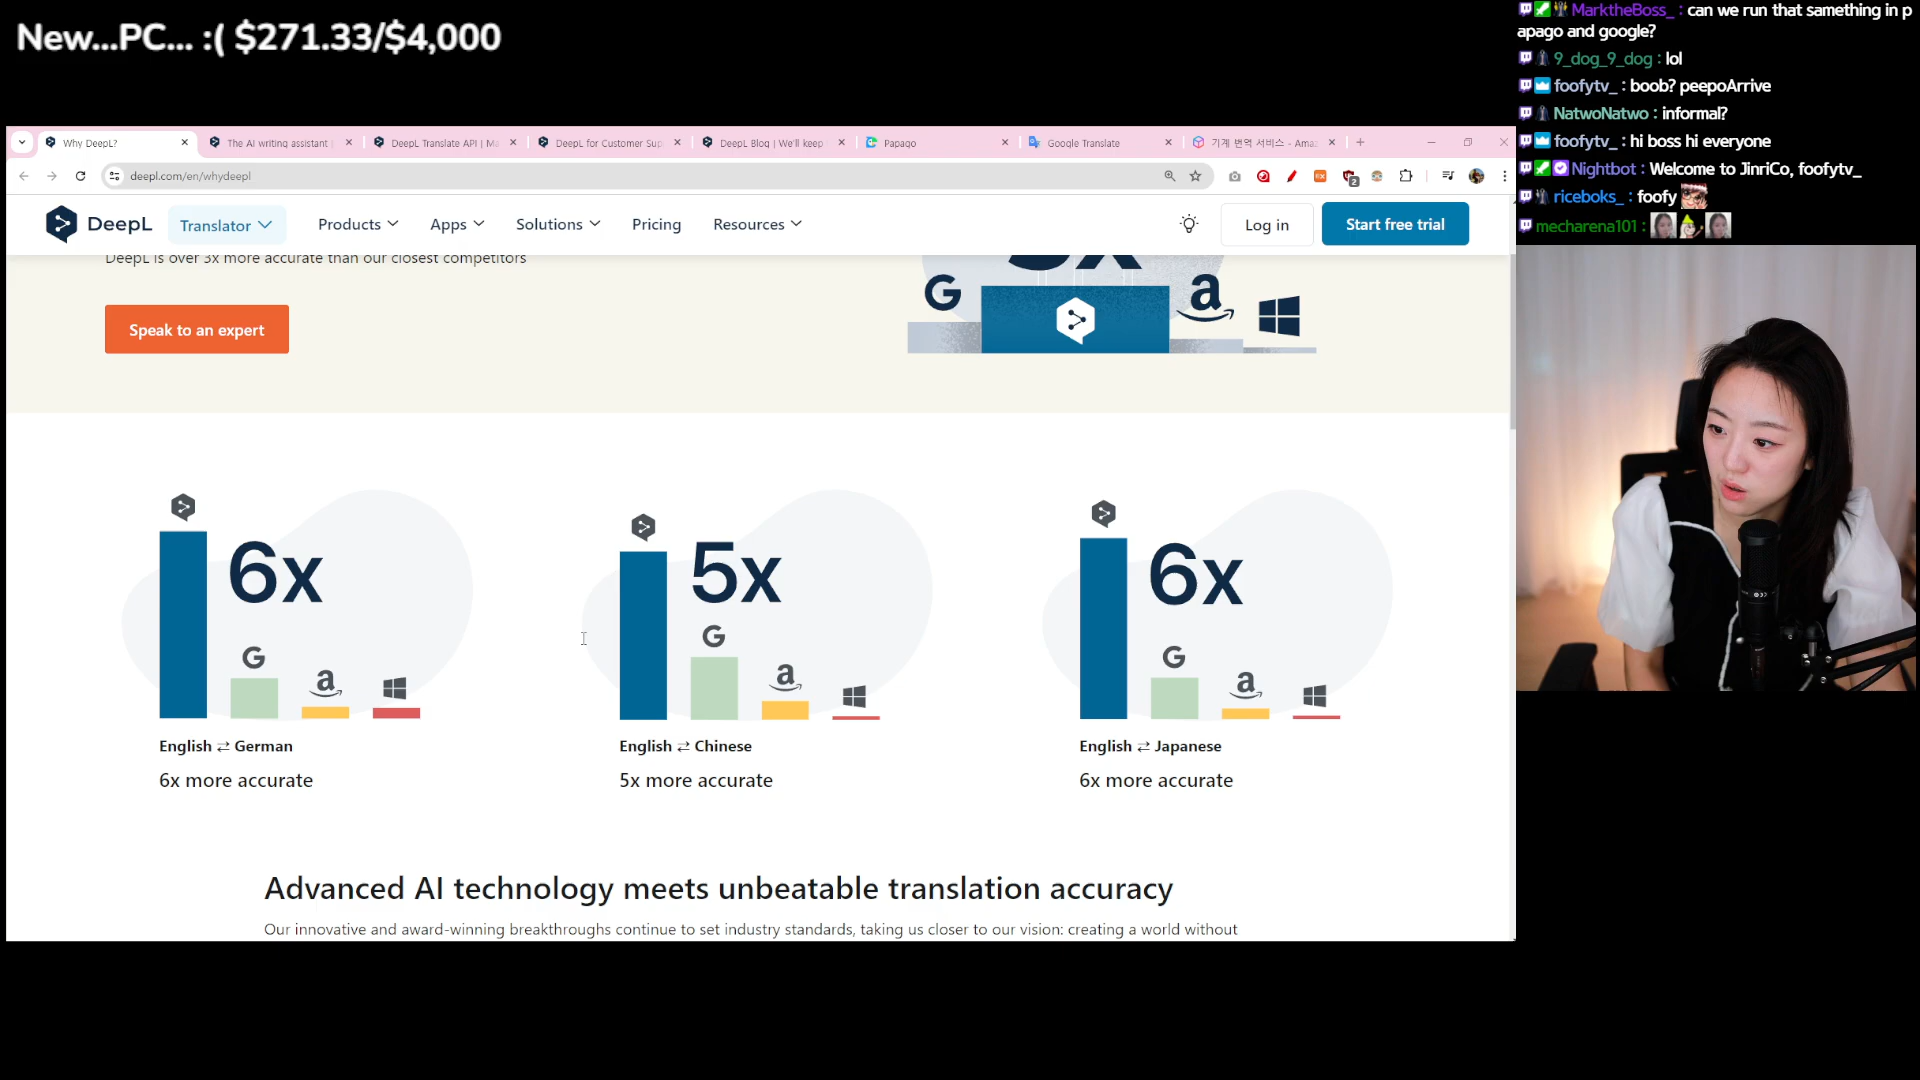 New...PC... :( $271.33/$4,000
MarktheBoss_ : can we run that samething in p
apago and google?
9_dog_9_dog : lol
foofytv_ : boob? peepoArrive
NatwoNatwo : informal?
foofytv_ : hi boss hi everyone
Nightbot : Welcome to JinriCo, foofytv_
riceboks_ : foofy
mecharena101 :
Why DeepL?
The AI writing assistant
DeepL Translate API | Ma
DeepL for Customer Sup
DeepL Blog | We'll keep
Papago
Google Translate
기계 번역 서비스 - Ama
deepl.com/en/whydeepl
2
DeepL
Translator
Products
Apps
Solutions
Pricing
Resources
Log in
Start free trial
DeepL is over 3x more accurate than our closest competitors
3x
Speak to an expert
6x
English ⇄ German
6x more accurate
5x
English ⇄ Chinese
5x more accurate
6x
English ⇄ Japanese
6x more accurate
Advanced AI technology meets unbeatable translation accuracy
Our innovative and award-winning breakthroughs continue to set industry standards, taking us closer to our vision: creating a world without